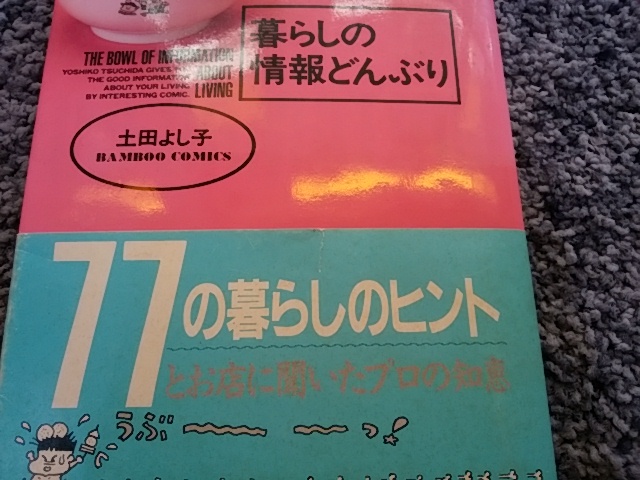 暮らしの
情報どんぶり
THE BOWL OF INFORMATION
ABOUT
LIVING
YOSHIKO TSUCHIDA GIVES
THE GOOD INFORMATION
ABOUT YOUR LIVING
BY INTERESTING COMIC.
土田よし子
BAMBOO COMICS
77の暮らしのヒント
とお店に聞いたプロの知恵
うぶ〜〜 〜っ!